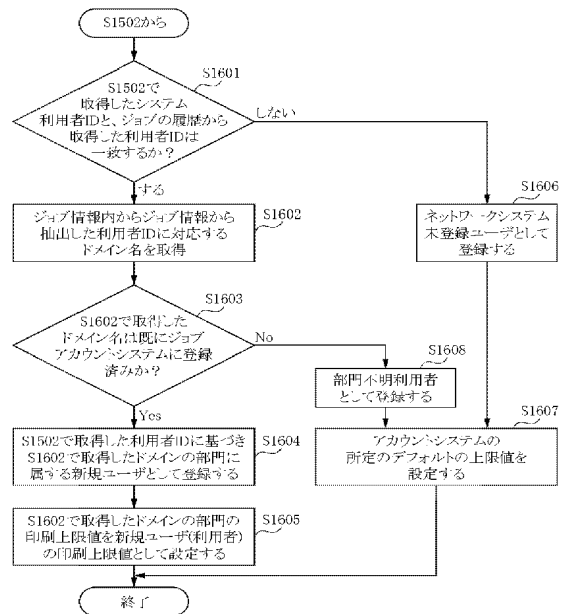 S1502から
S1601
S1502で
取得したシステム
利用者IDと、ジョブの履歴から
取得した利用者IDは
一致するか？
しない
する
S1602
ジョブ情報内からジョブ情報から
抽出した利用者IDに対応する
ドメイン名を取得
S1606
ネットワークシステム
未登録ユーザとして
登録する
S1603
S1602で取得した
ドメイン名は既にジョブ
アカウントシステムに登録
済みか？
No
Yes
S1608
部門不明利用者
として登録する
S1604
S1502で取得した利用者IDに基づき
S1602で取得したドメインの部門に
属する新規ユーザとして登録する
S1607
アカウントシステムの
所定のデフォルトの上限値を
設定する
S1605
S1602で取得したドメインの部門の
印刷上限値を新規ユーザ(利用者)
の印刷上限値として設定する
終了